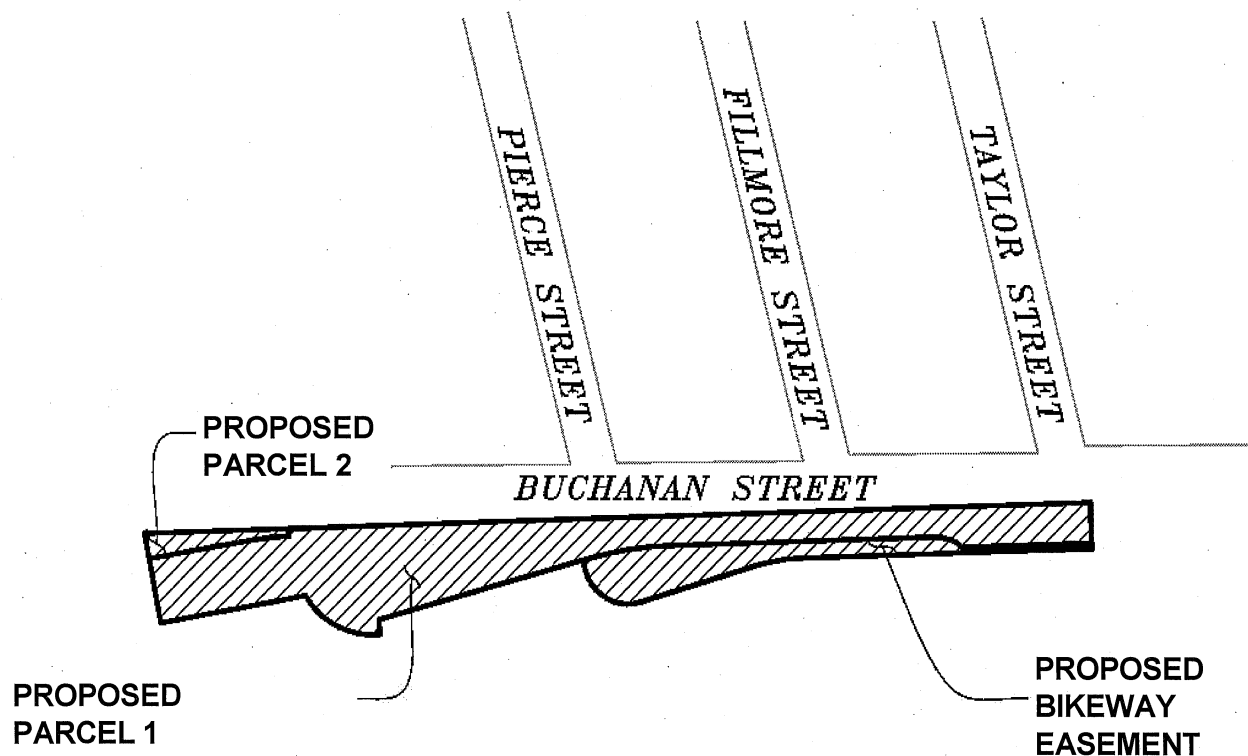 PIERCE STREET
FILLMORE STREET
TAYLOR STREET
PROPOSED
PARCEL 2
BUCHANAN STREET
PROPOSED
PARCEL 1
PROPOSED
BIKEWAY
EASEMENT